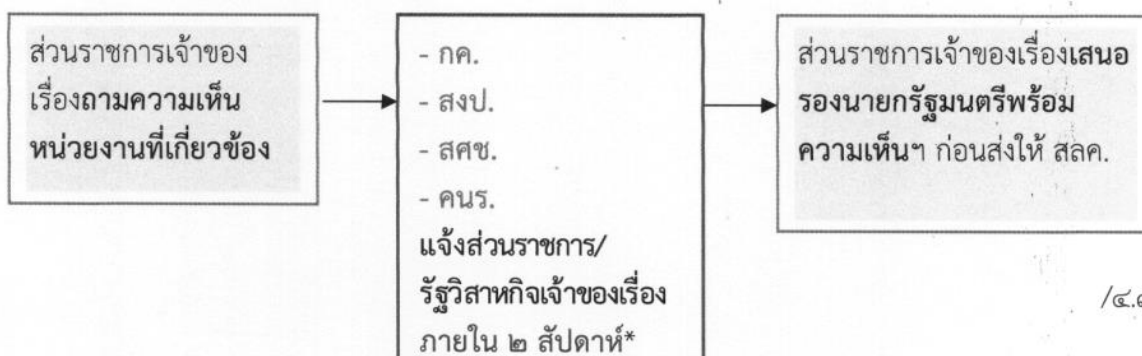 ส่วนราชการเจ้าของ
เรื่องถามความเห็น
หน่วยงานที่เกี่ยวข้อง
- กค.
- สงป.
- สศช.
- คนร.
แจ้งส่วนราชการ/
รัฐวิสาหกิจเจ้าของเรื่อง
ภายใน ๒ สัปดาห์*
ส่วนราชการเจ้าของเรื่องเสนอ
รองนายกรัฐมนตรีพร้อม
ความเห็นฯ ก่อนส่งให้ สลค.